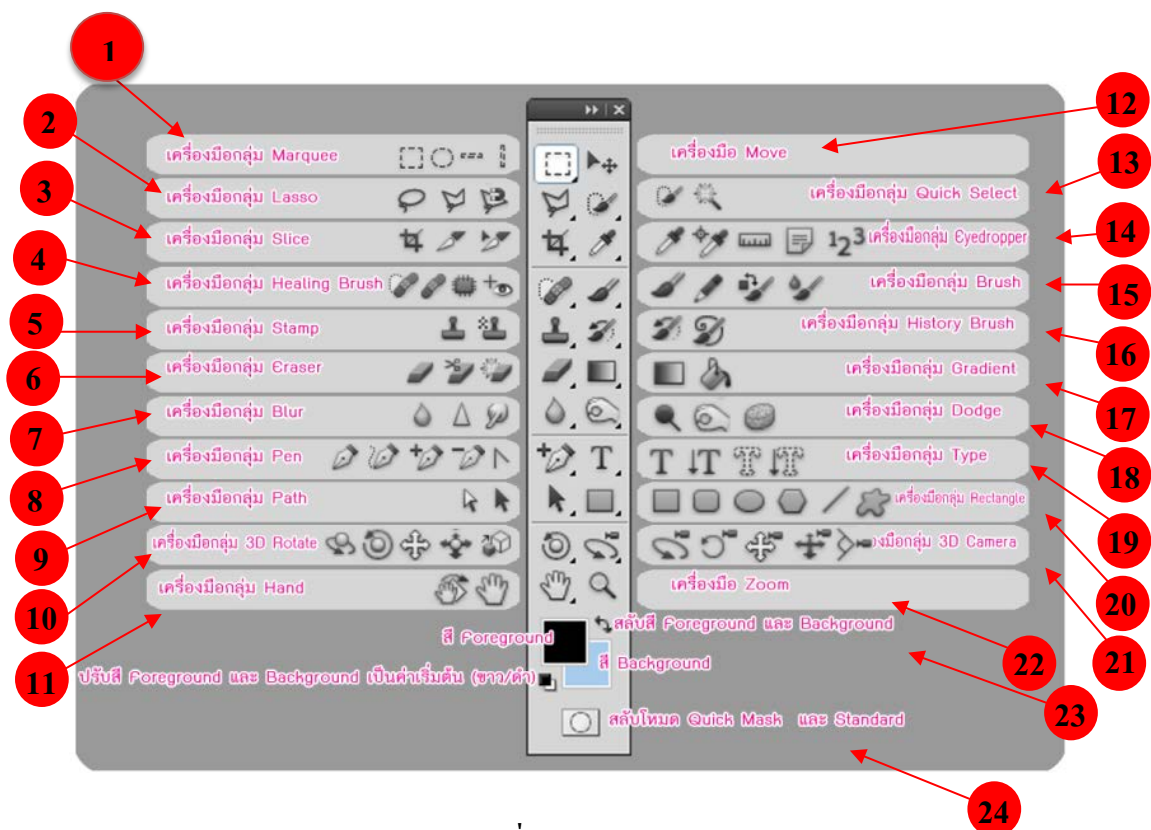 1
2
3
4
5
6
7
8
9
10
11
เครื่องมือกลุ่ม Marquee
เครื่องมือกลุ่ม Lasso
เครื่องมือกลุ่ม Slice
เครื่องมือกลุ่ม Healing Brush
เครื่องมือกลุ่ม Stamp
เครื่องมือกลุ่ม Eraser
เครื่องมือกลุ่ม Blur
เครื่องมือกลุ่ม Pen
เครื่องมือกลุ่ม Path
เครื่องมือกลุ่ม 3D Rotate
เครื่องมือกลุ่ม Hand
สี Foreground
ปรับสี Foreground และ Background เป็นค่าเริ่มต้น (ขาว/ดำ)
T
เครื่องมือ Move
เครื่องมือกลุ่ม Quick Select
123 เครื่องมือกลุ่ม Eyedropper
เครื่องมือกลุ่ม Brush
เครื่องมือกลุ่ม History Brush
เครื่องมือกลุ่ม Gradient
เครื่องมือกลุ่ม Dodge
T T T T เครื่องมือกลุ่ม Type
เครื่องมือกลุ่ม Rectangle
องมือกลุ่ม 3D Camera
เครื่องมือ Zoom
สลับสี Foreground และ Background
สี Background
สลับโหมด Quick Mask และ Standard
12
13
14
15
16
17
18
19
20
21
22
23
24